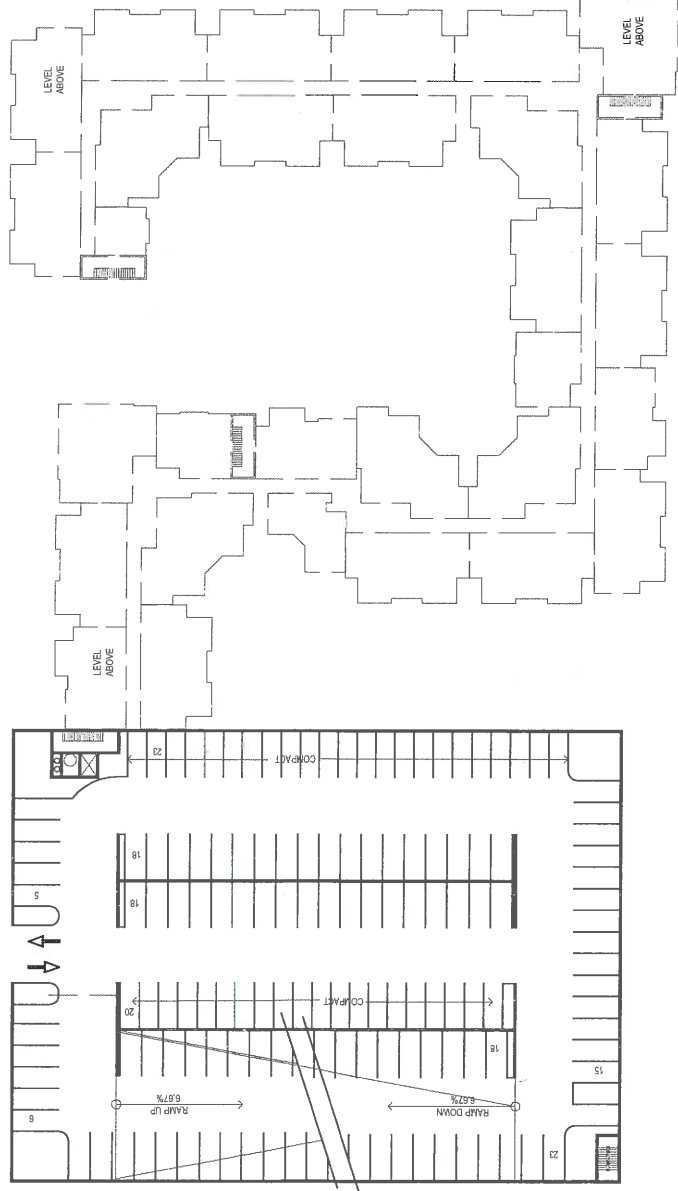 LEVEL
ABOVE
LEVEL
ABOVE
LEVEL
ABOVE
23
COMPACT
18
5
18
COMPACT
20
18
15
6.67%
RAMP UP
6.67%
RAMP DOWN
6
23